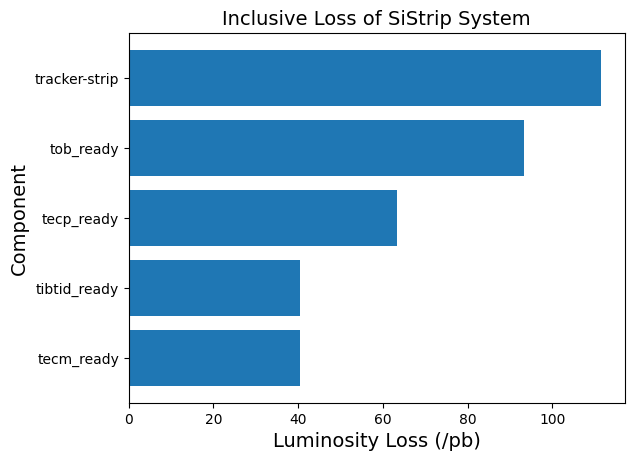 Inclusive Loss of SiStrip System
Component
tracker-strip
tob_ready
tecp_ready
tibtid_ready
tecm_ready
0 20 40 60 80 100
Luminosity Loss (/pb)